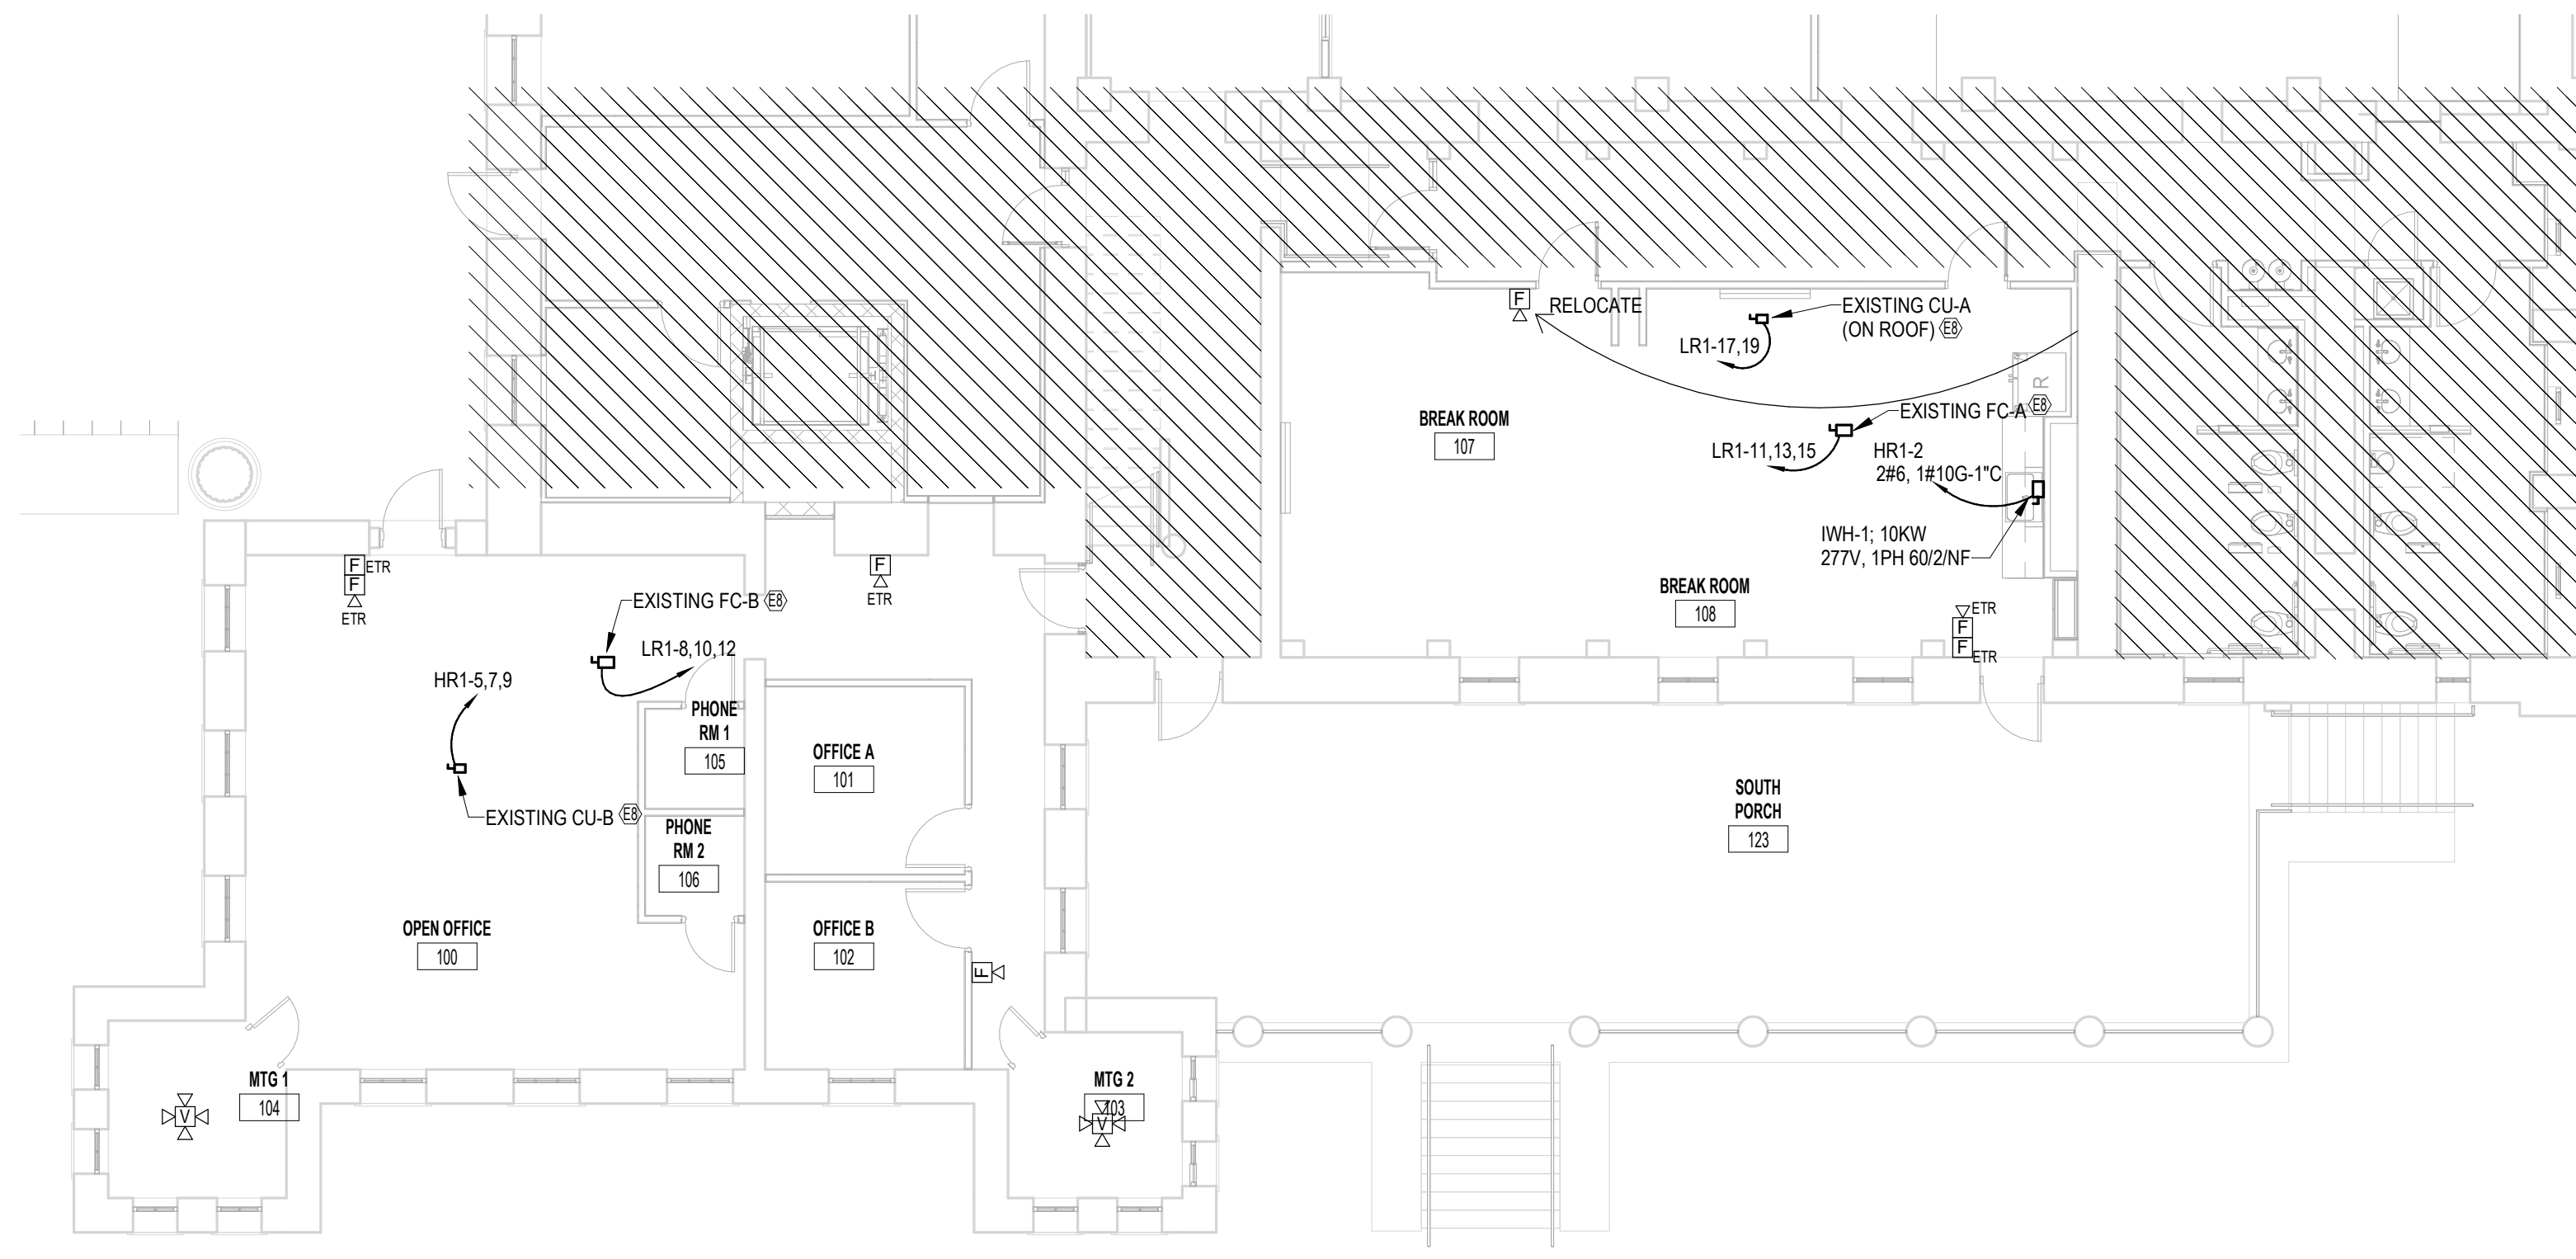 F
RELOCATE
EXISTING CU-A
(ON ROOF) E8
LR1-17,19
R
BREAK ROOM
107
EXISTING FC-A E8
LR1-11,13,15
HR1-2
2#6, 1#10G-1"C
IWH-1; 10KW
277V, 1PH 60/2/NF
BREAK ROOM
108
ETR
F
F
ETR
F ETR
F
ETR
F
ETR
EXISTING FC-B E8
LR1-8,10,12
HR1-5,7,9
EXISTING CU-B E8
PHONE
RM 1
105
PHONE
RM 2
106
OFFICE A
101
OFFICE B
102
OPEN OFFICE
100
F
SOUTH
PORCH
123
MTG 1
104
V
MTG 2
103
V